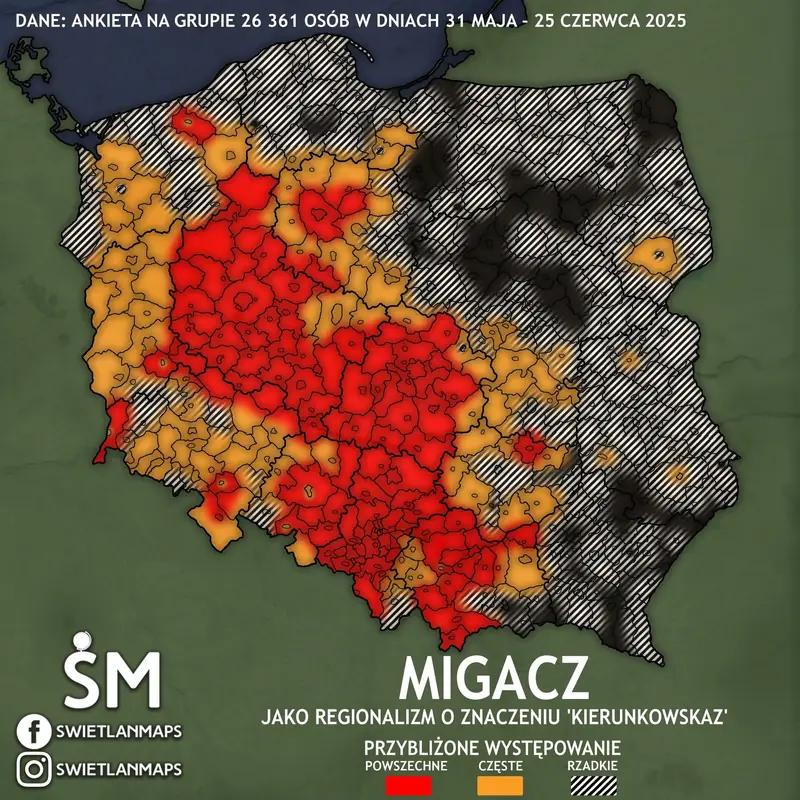 DANE: ANKIETA NA GRUPIE 26 361 OSÓB W DNIACH 31 MAJA - 25 CZERWCA 2025
ŚM
SWIETLANMAPS
SWIETLANMAPS
MIGACZ
JAKO REGIONALIZM O ZNACZENIU 'KIERUNKOWSKAZ'
PRZYBLIŻONE WYSTĘPOWANIE
POWSZECHNE CZĘSTE RZADKIE